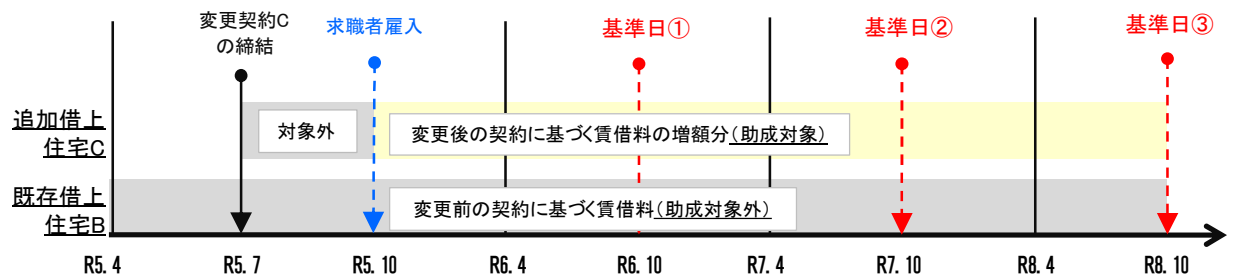 変更契約C
の締結
求職者雇入
基準日①
基準日②
基準日③
追加借上
住宅C
対象外
変更後の契約に基づく賃借料の増額分(助成対象)
既存借上
住宅B
変更前の契約に基づく賃借料(助成対象外)
R5. 4
R5. 7
R5. 10
R6. 4
R6. 10
R7. 4
R7. 10
R8. 4
R8. 10